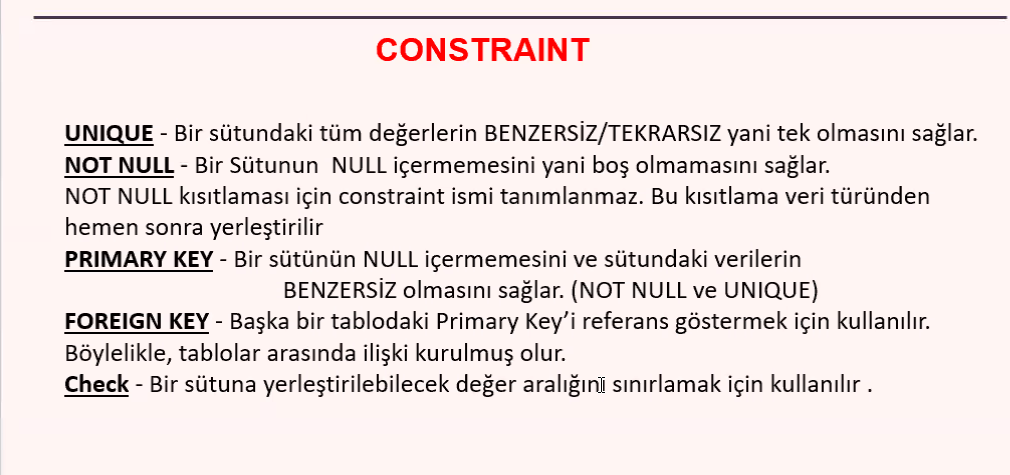 CONSTRAINT
UNIQUE - Bir sütundaki tüm değerlerin BENZERSİZ/TEKRARSIZ yani tek olmasını sağlar.
NOT NULL - Bir Sütunun  NULL içermemesini yani boş olmamasını sağlar.
NOT NULL kısıtlaması için constraint ismi tanımlanmaz. Bu kısıtlama veri türünden
hemen sonra yerleştirilir
PRIMARY KEY - Bir sütünün NULL içermemesini ve sütundaki verilerin
BENZERSİZ olmasını sağlar. (NOT NULL ve UNIQUE)
FOREIGN KEY - Başka bir tablodaki Primary Key’i referans göstermek için kullanılır.
Böylelikle, tablolar arasında ilişki kurulmuş olur.
Check - Bir sütuna yerleştirilebilecek değer aralığını sınırlamak için kullanılır .